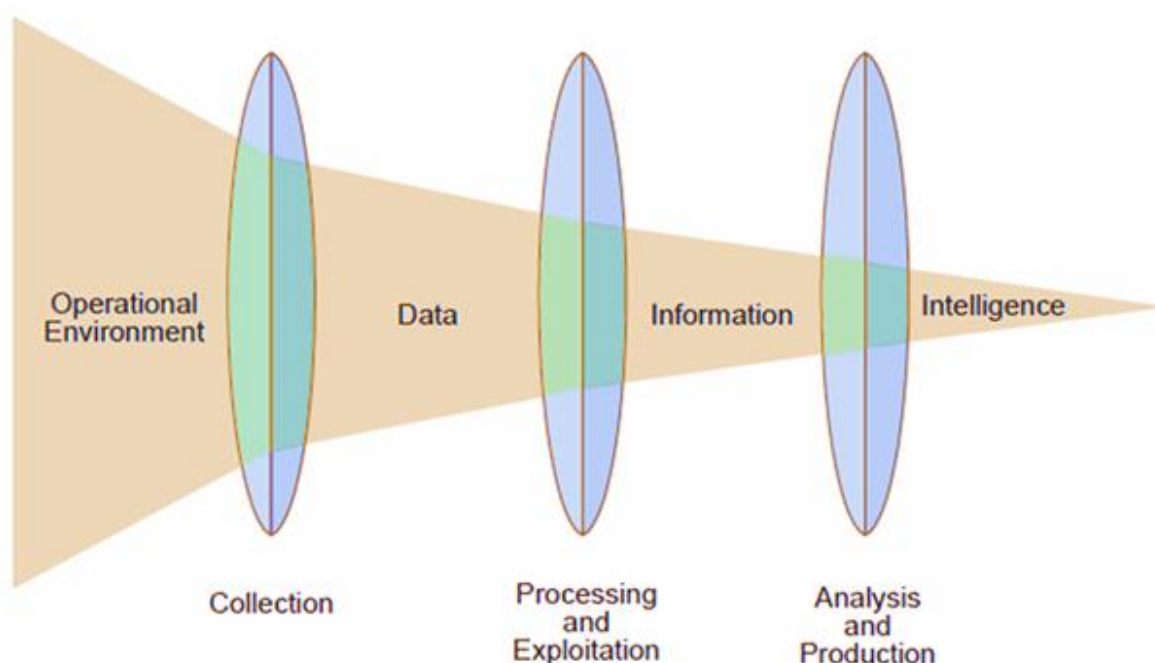 Operational
Environment
Data
Information
Intelligence
Collection
Processing
and
Exploitation
Analysis
and
Production